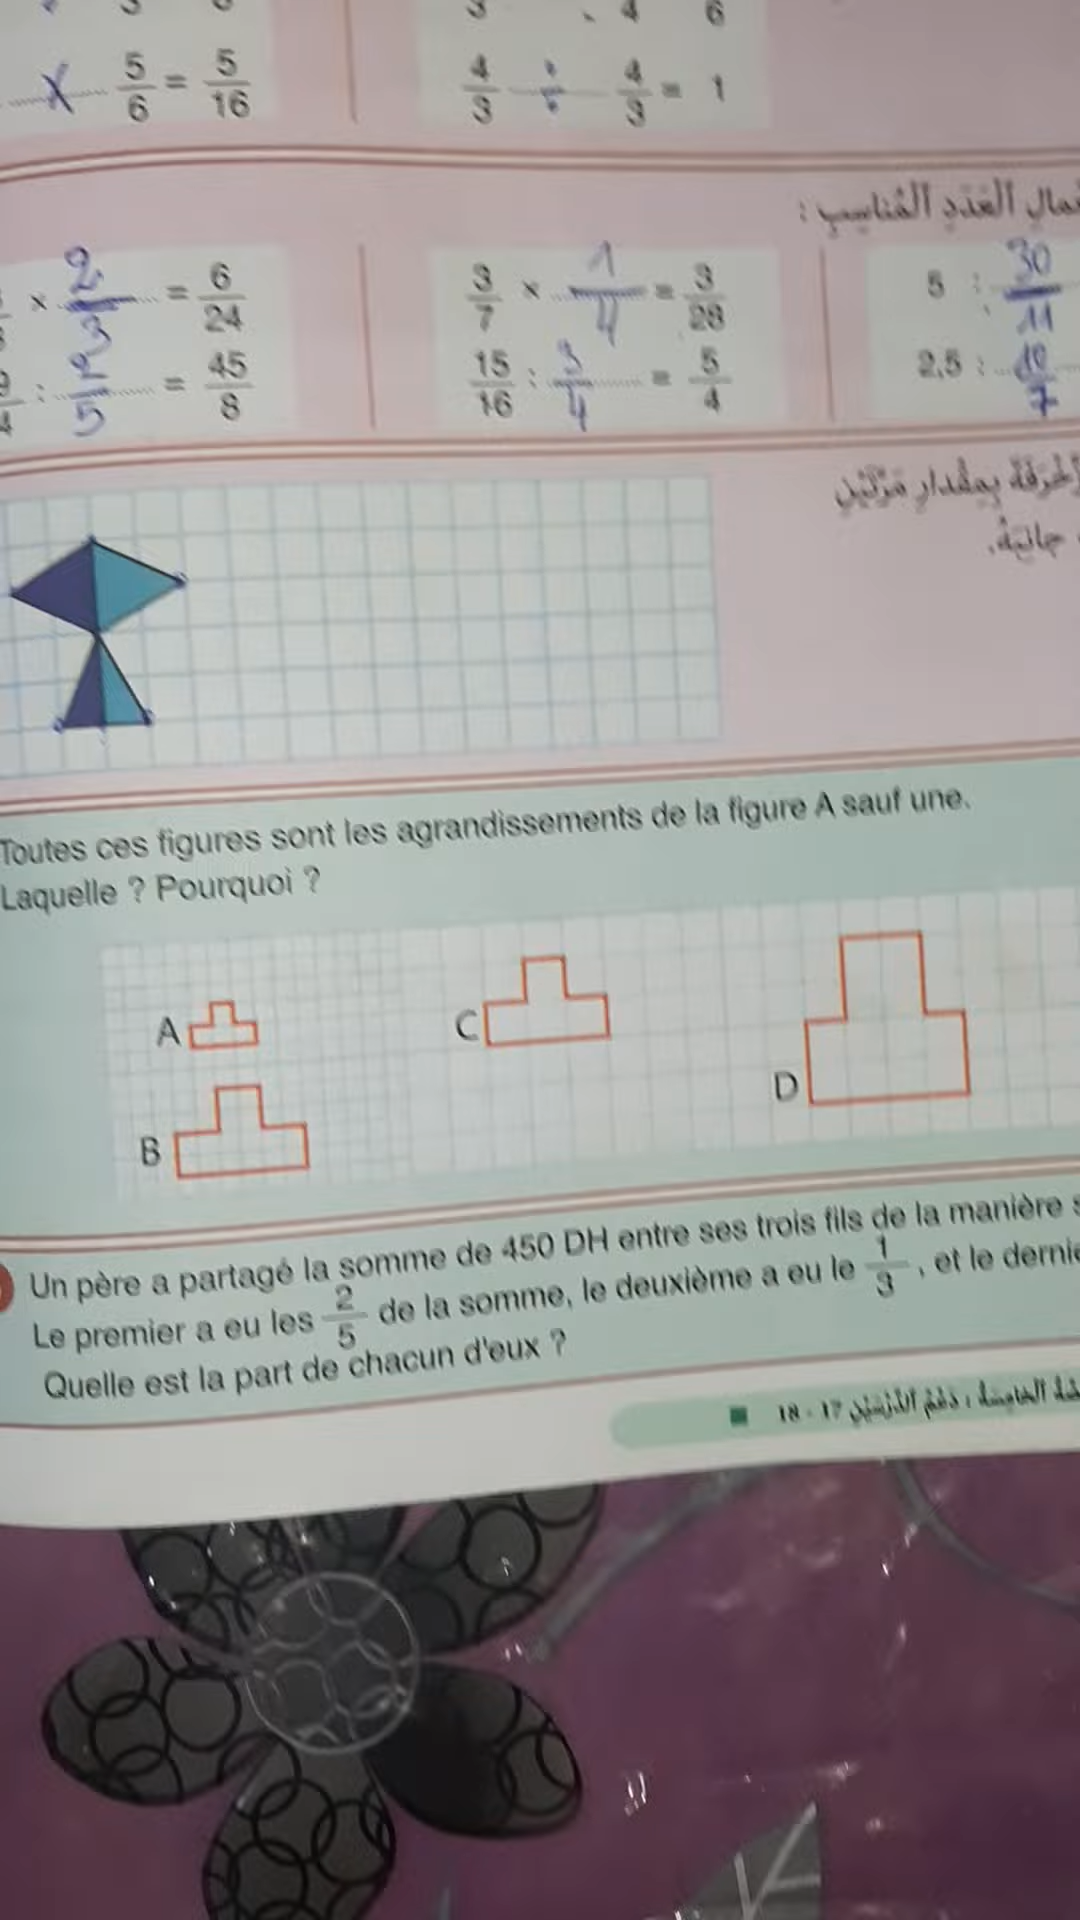 × 5/6 = 5/16
4/3 ÷ 4/3 = 1
العَدَدِ المُناسِبِ :
× 2/3 = 6/24
3/7 × 1/4 = 3/28
5 : 30/11
: 2/5 = 45/8
15/16 : 3/4 = 5/4
2,5 : 10/7
بِمِقْدارِ مَرَّتَيْنِ
Toutes ces figures sont les agrandissements de la figure A sauf une.
Laquelle ? Pourquoi ?
A
C
D
B
Un père a partagé la somme de 450 DH entre ses trois fils de la manière
Le premier a eu les 2/5 de la somme, le deuxième a eu le 1/3, et le
Quelle est la part de chacun d'eux ?
18 - 17